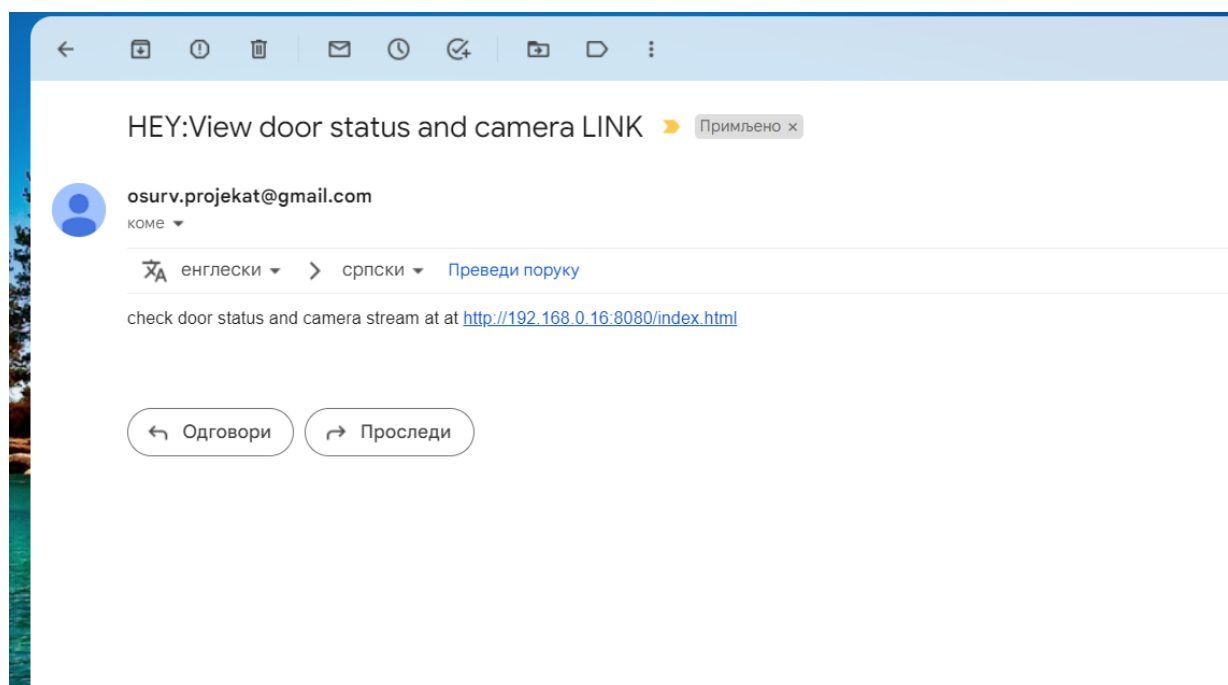 HEY:View door status and camera LINK Примљено ×
osurv.projekat@gmail.com
коме
енглески српски Преведи поруку
check door status and camera stream at at http://192.168.0.16:8080/index.html
Одговори Проследи